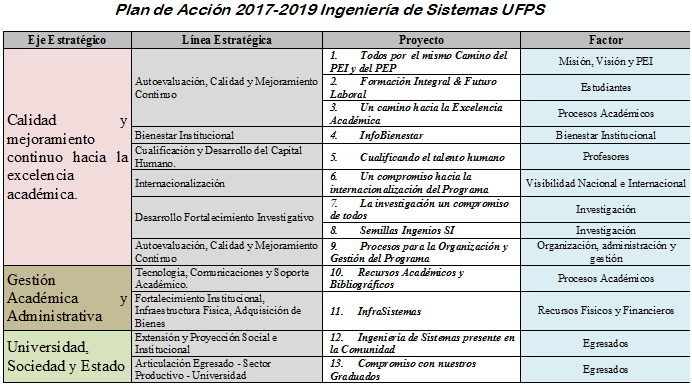 Plan de Acción 2017-2019 Ingeniería de Sistemas UFPS
Eje Estratégico Línea Estratégica Proyecto Factor
Calidad y
mejoramiento
continuo hacia la
excelencia
académica.
Autoevaluación, Calidad y Mejoramiento
Continuo
1. Todos por el mismo Camino del
PEI y del PEP
Misión, Visión y PEI
2. Formación Integral & Futuro
Laboral
Estudiantes
3. Un camino hacia la Excelencia
Académica
Procesos Académicos
Bienestar Institucional
4. InfoBienestar
Bienestar Institucional
Cualificación y Desarrollo del Capital
Humano.
5. Cualificando el talento humano
Profesores
Internacionalización
6. Un compromiso hacia la
internacionalización del Programa
Visibilidad Nacional e Internacional
Desarrollo Fortalecimiento Investigativo
7. La investigación un compromiso
de todos
Investigación
8. Semillas Ingenios SI
Investigación
Autoevaluación, Calidad y Mejoramiento
Continuo
9. Procesos para la Organización y
Gestión del Programa
Organización, administración y
gestión
Gestión
Académica y
Administrativa
Tecnología, Comunicaciones y Soporte
Académico.
10. Recursos Académicos y
Bibliográficos
Procesos Académicos
Fortalecimiento Institucional,
Infraestructura Física, Adquisición de
Bienes
11. InfraSistemas
Recursos Físicos y Financieros
Universidad,
Sociedad y Estado
Extensión y Proyección Social e
Institucional
12. Ingeniería de Sistemas presente en
la Comunidad
Egresados
Articulación Egresado - Sector
Productivo - Universidad
13. Compromiso con nuestros
Graduados
Egresados